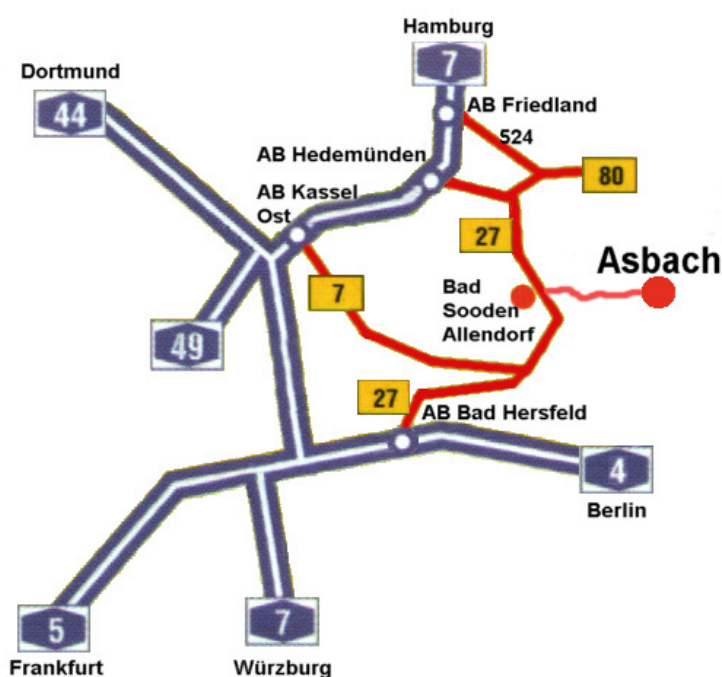 Hamburg
7
Dortmund
44
AB Friedland
524
AB Hedemünden
80
AB Kassel
Ost
27
Asbach
7
Bad
Sooden
Allendorf
49
27
AB Bad Hersfeld
4
Berlin
5
7
Frankfurt
Würzburg